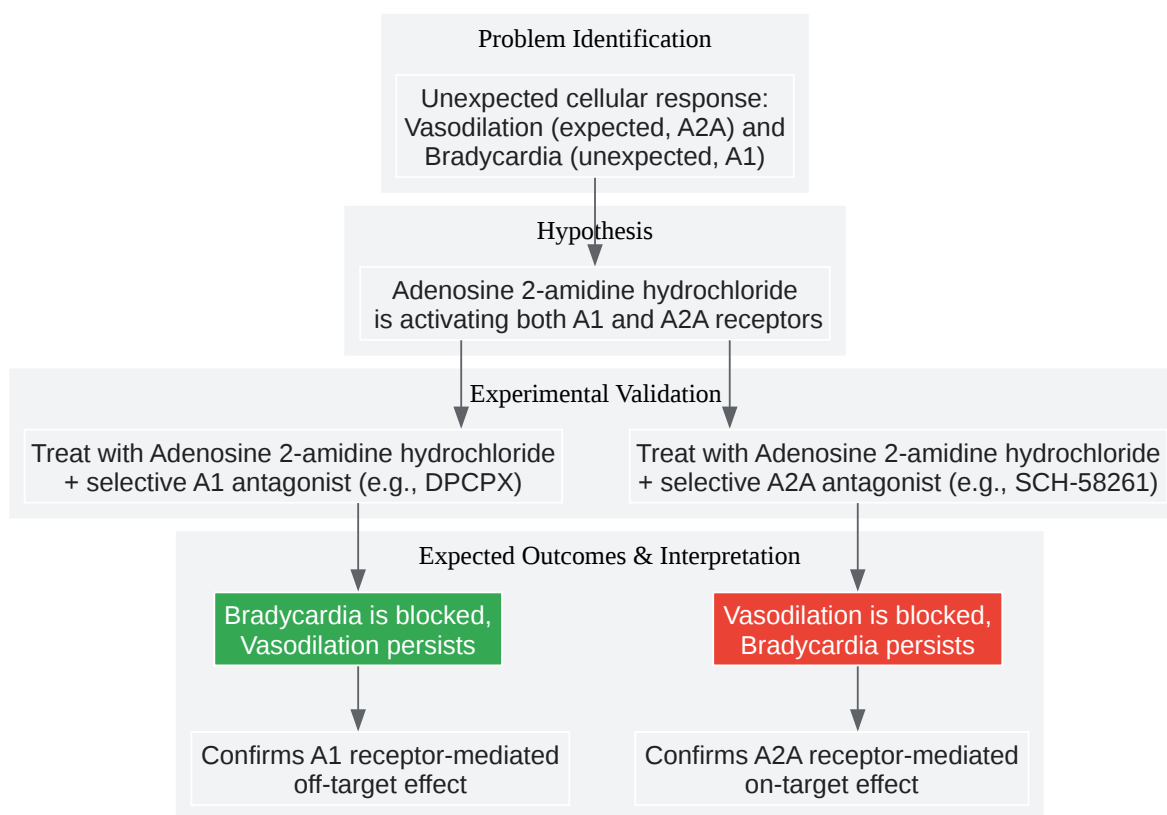 Problem Identification
Unexpected cellular response:
Vasodilation (expected, A2A) and
Bradycardia (unexpected, A1)
Hypothesis
Adenosine 2-amidine hydrochloride
is activating both A1 and A2A receptors
Experimental Validation
Treat with Adenosine 2-amidine hydrochloride
+ selective A1 antagonist (e.g., DPCPX)
Treat with Adenosine 2-amidine hydrochloride
+ selective A2A antagonist (e.g., SCH-58261)
Expected Outcomes & Interpretation
Bradycardia is blocked,
Vasodilation persists
Vasodilation is blocked,
Bradycardia persists
Confirms A1 receptor-mediated
off-target effect
Confirms A2A receptor-mediated
on-target effect